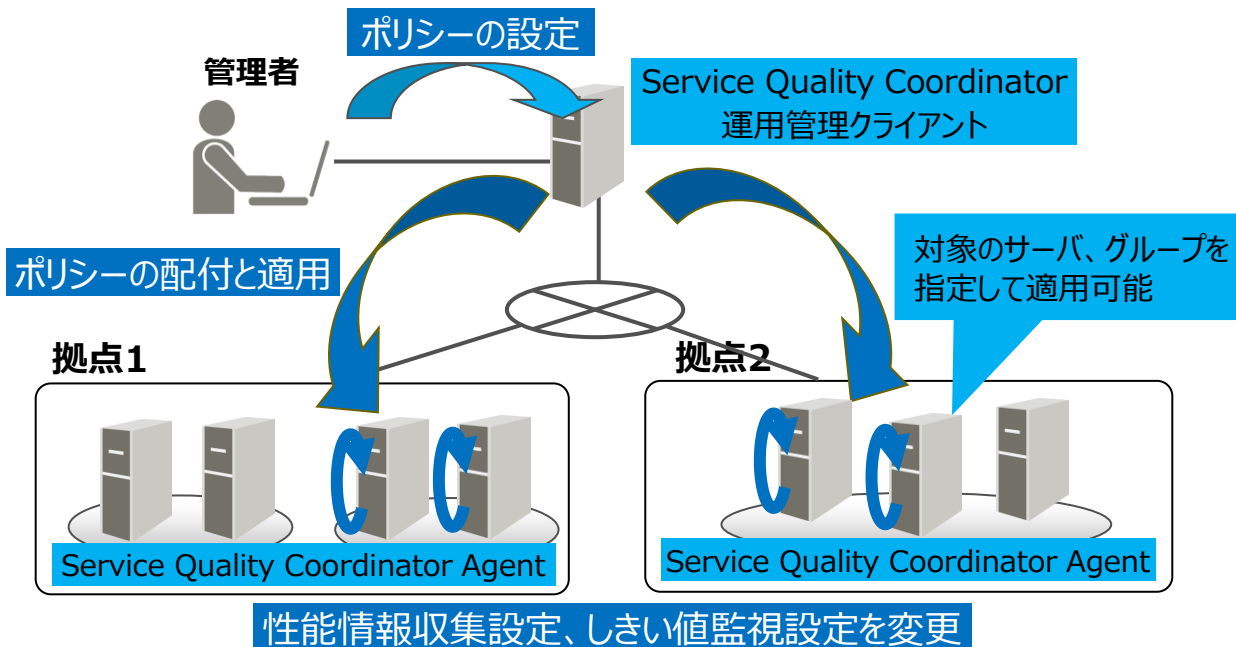 ポリシーの設定
管理者
Service Quality Coordinator
運用管理クライアント
対象のサーバ、グループを
指定して適用可能
ポリシーの配付と適用
拠点1
拠点2
Service Quality Coordinator Agent
Service Quality Coordinator Agent
性能情報収集設定、しきい値監視設定を変更